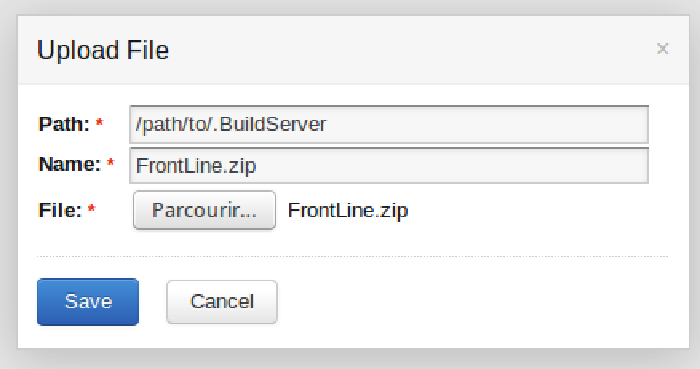 Upload File ×
Path: * /path/to/.BuildServer
Name: * FrontLine.zip
File: * Parcourir... FrontLine.zip
Save Cancel